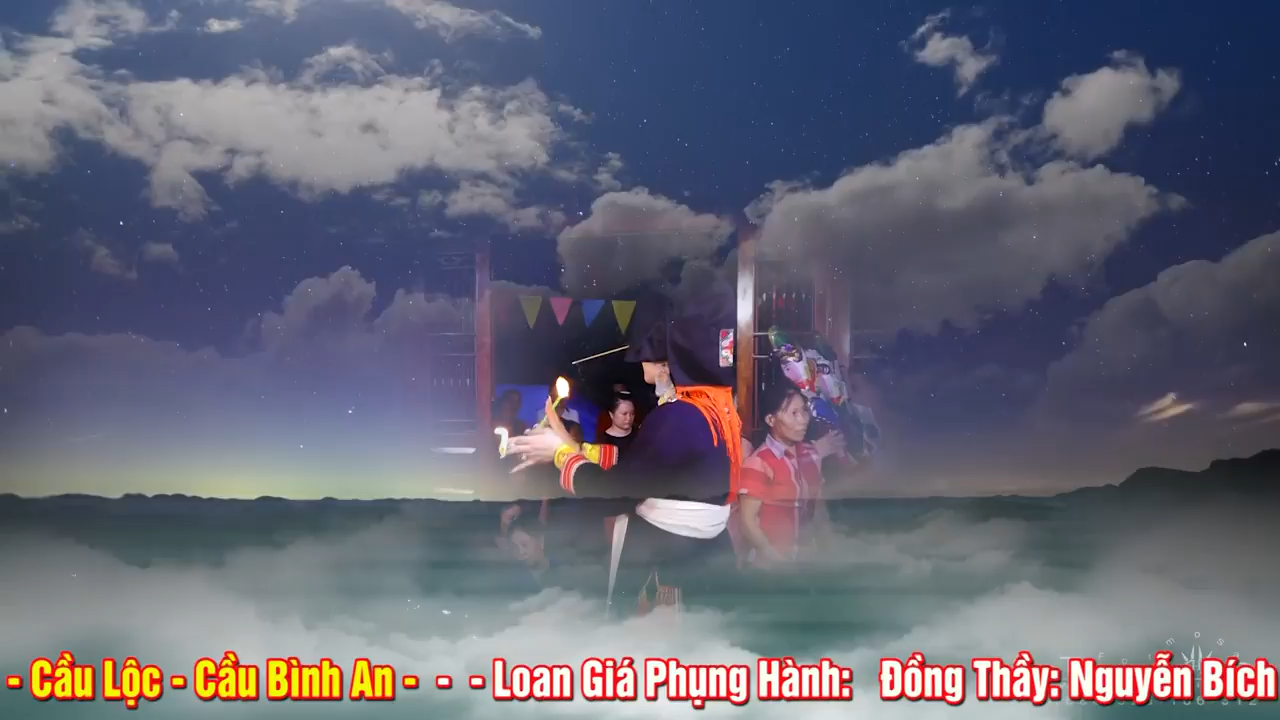 - Cầu Lộc - Cầu Bình An - - - Loan Giá Phụng Hành: Đồng Thầy: Nguyễn Bích